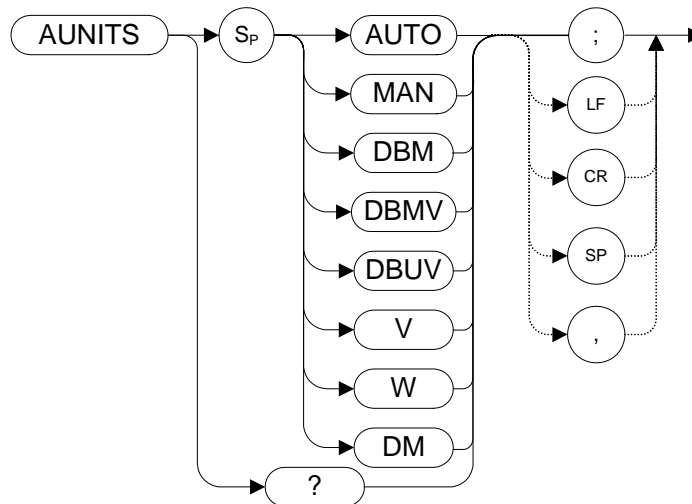 AUNITS
SP
AUTO
;
MAN
LF
DBM
CR
DBMV
DBUV
SP
V
,
W
DM
?